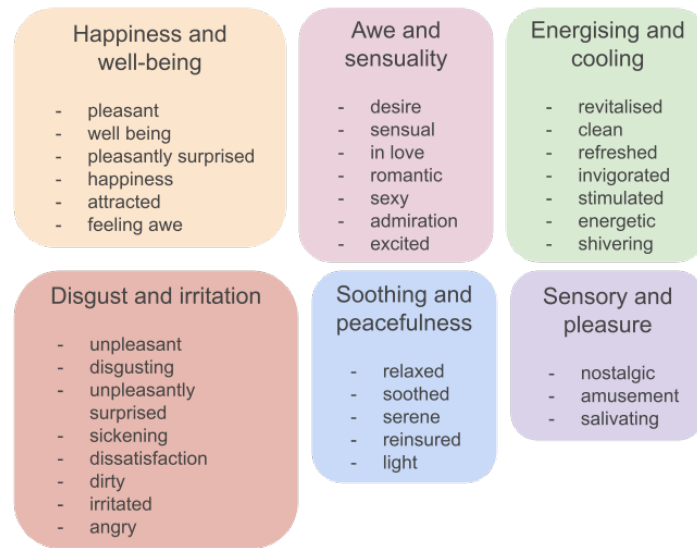 Happiness and
well-being
- pleasant
- well being
- pleasantly surprised
- happiness
- attracted
- feeling awe
Awe and
sensuality
- desire
- sensual
- in love
- romantic
- sexy
- admiration
- excited
Energising and
cooling
- revitalised
- clean
- refreshed
- invigorated
- stimulated
- energetic
- shivering
Disgust and irritation
- unpleasant
- disgusting
- unpleasantly
surprised
- sickening
- dissatisfaction
- dirty
- irritated
- angry
Soothing and
peacefulness
- relaxed
- soothed
- serene
- reinsured
- light
Sensory and
pleasure
- nostalgic
- amusement
- salivating